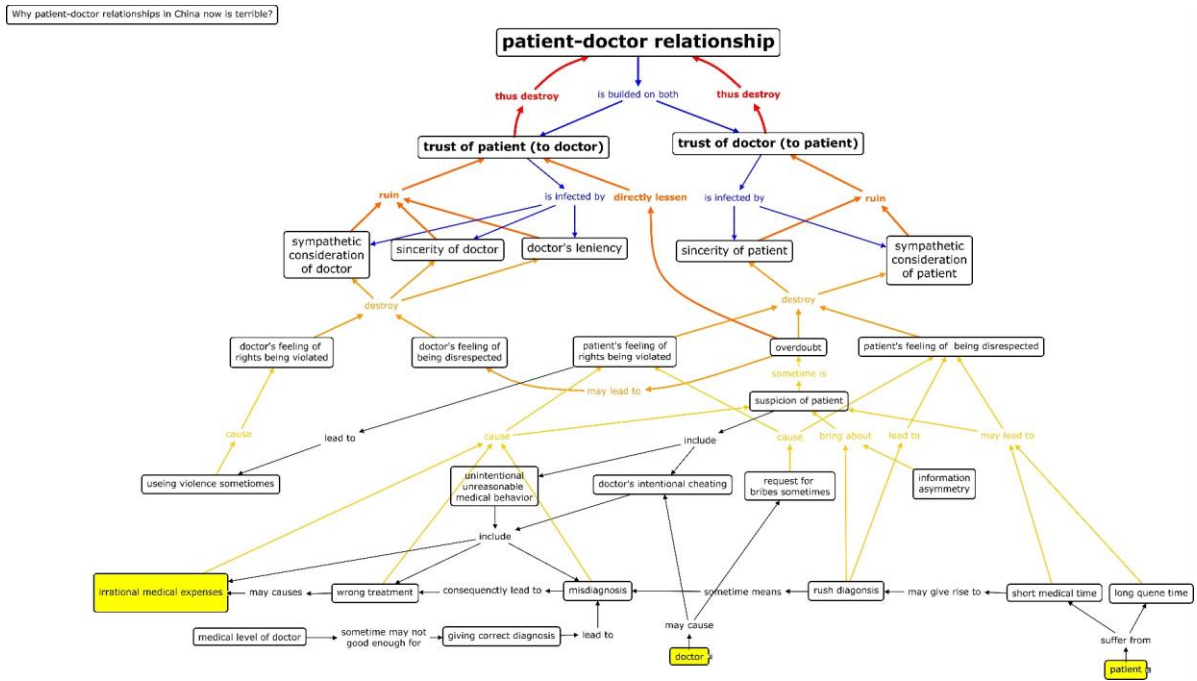 Why patient-doctor relationships in China now is terrible?
patient-doctor relationship
thus destroy
is builded on both
thus destroy
trust of patient (to doctor)
trust of doctor (to patient)
ruin
is infected by
directly lessen
is infected by
ruin
sympathetic
consideration
of doctor
sincerity of doctor
doctor's leniency
sincerity of patient
sympathetic
consideration
of patient
destroy
destroy
doctor's feeling of
rights being violated
doctor's feeling of
being disrespected
patient's feeling of
rights being violated
overdoubt
patient's feeling of being disrespected
may lead to
sometime is
suspicion of patient
cause
lead to
cause
include
cause
bring about
lead to
may lead to
useing violence sometiomes
unintentional
unreasonable
medical behavior
doctor's intentional cheating
request for
bribes sometimes
information
asymmetry
include
irrational medical expenses
may causes
wrong treatment
consequencly lead to
misdiagnosis
sometime means
rush diagonsis
may give rise to
short medical time
long quene time
medical level of doctor
sometime may not
good enough for
giving correct diagnosis
lead to
may cause
suffer from
doctor
patient